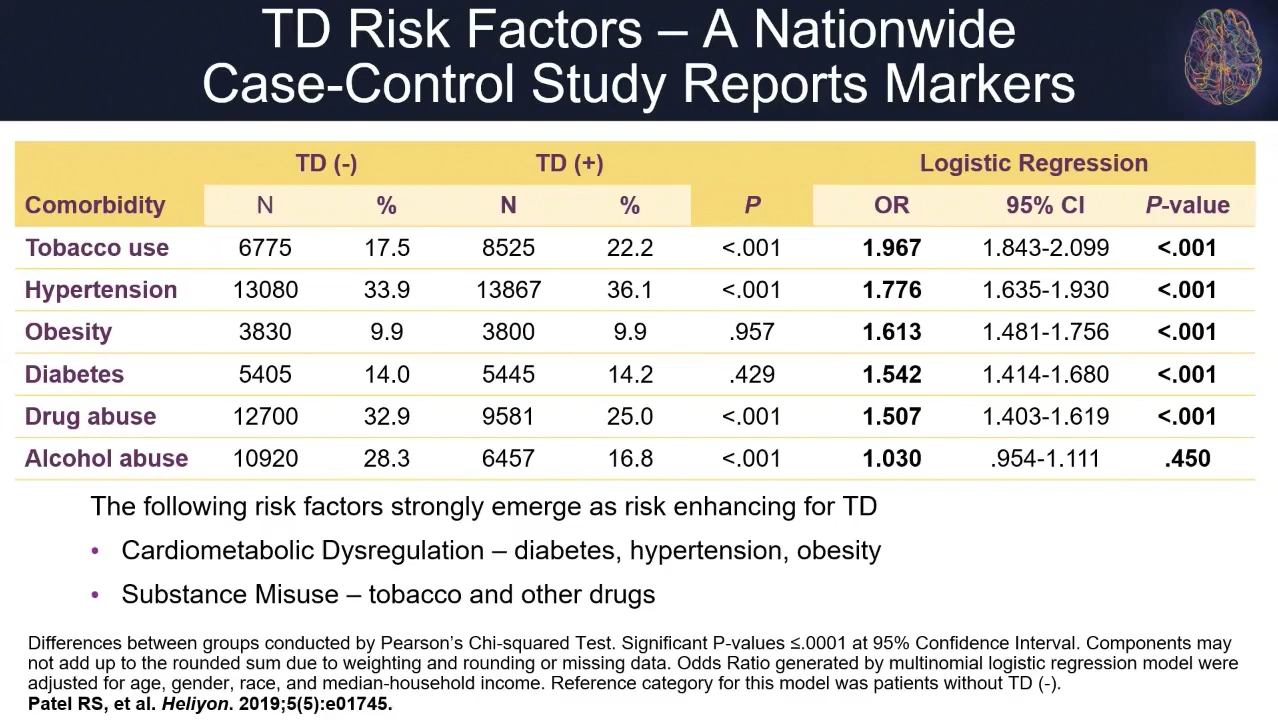 TD Risk Factors – A Nationwide
Case-Control Study Reports Markers
TD (-) TD (+) Logistic Regression
Comorbidity N % N % P OR 95% CI P-value
Tobacco use 6775 17.5 8525 22.2 <.001 1.967 1.843-2.099 <.001
Hypertension 13080 33.9 13867 36.1 <.001 1.776 1.635-1.930 <.001
Obesity 3830 9.9 3800 9.9 .957 1.613 1.481-1.756 <.001
Diabetes 5405 14.0 5445 14.2 .429 1.542 1.414-1.680 <.001
Drug abuse 12700 32.9 9581 25.0 <.001 1.507 1.403-1.619 <.001
Alcohol abuse 10920 28.3 6457 16.8 <.001 1.030 .954-1.111 .450
The following risk factors strongly emerge as risk enhancing for TD
• Cardiometabolic Dysregulation – diabetes, hypertension, obesity
• Substance Misuse – tobacco and other drugs
Differences between groups conducted by Pearson's Chi-squared Test. Significant P-values ≤.0001 at 95% Confidence Interval. Components may
not add up to the rounded sum due to weighting and rounding or missing data. Odds Ratio generated by multinomial logistic regression model were
adjusted for age, gender, race, and median-household income. Reference category for this model was patients without TD (-).
Patel RS, et al. Heliyon. 2019;5(5):e01745.